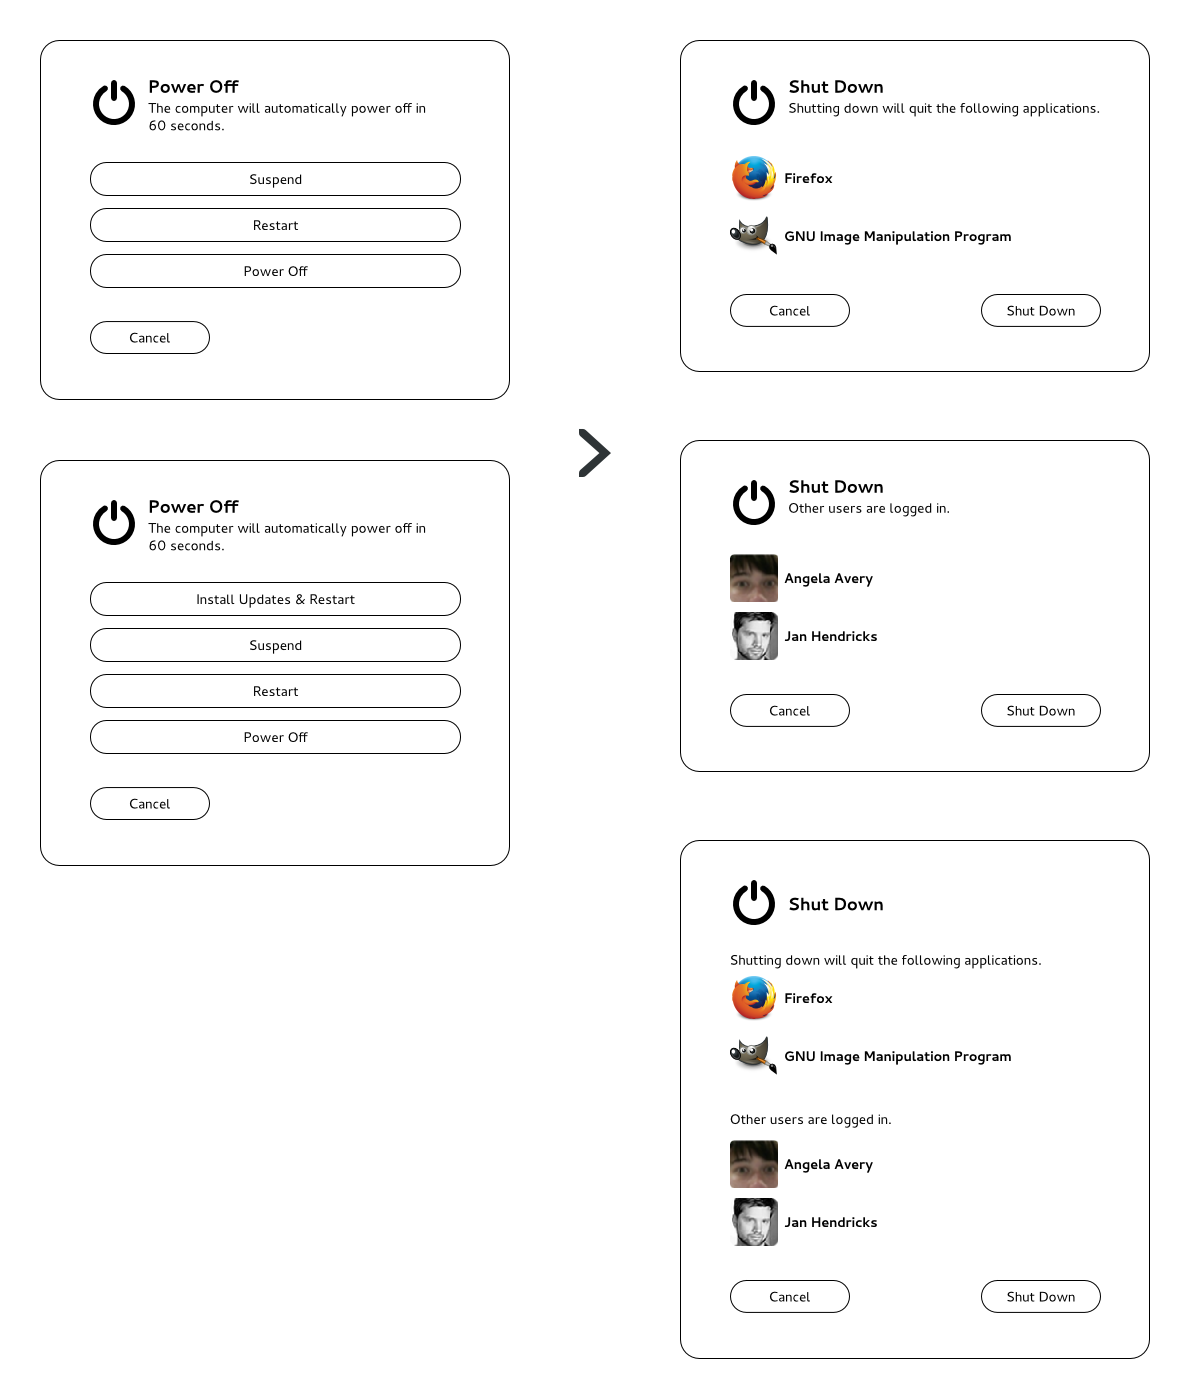 Power Off
The computer will automatically power off in
60 seconds.
Suspend
Restart
Power Off
Cancel
Power Off
The computer will automatically power off in
60 seconds.
Install Updates & Restart
Suspend
Restart
Power Off
Cancel
Shut Down
Shutting down will quit the following applications.
Firefox
GNU Image Manipulation Program
Cancel
Shut Down
Shut Down
Other users are logged in.
Angela Avery
Jan Hendricks
Cancel
Shut Down
Shut Down
Shutting down will quit the following applications.
Firefox
GNU Image Manipulation Program
Other users are logged in.
Angela Avery
Jan Hendricks
Cancel
Shut Down